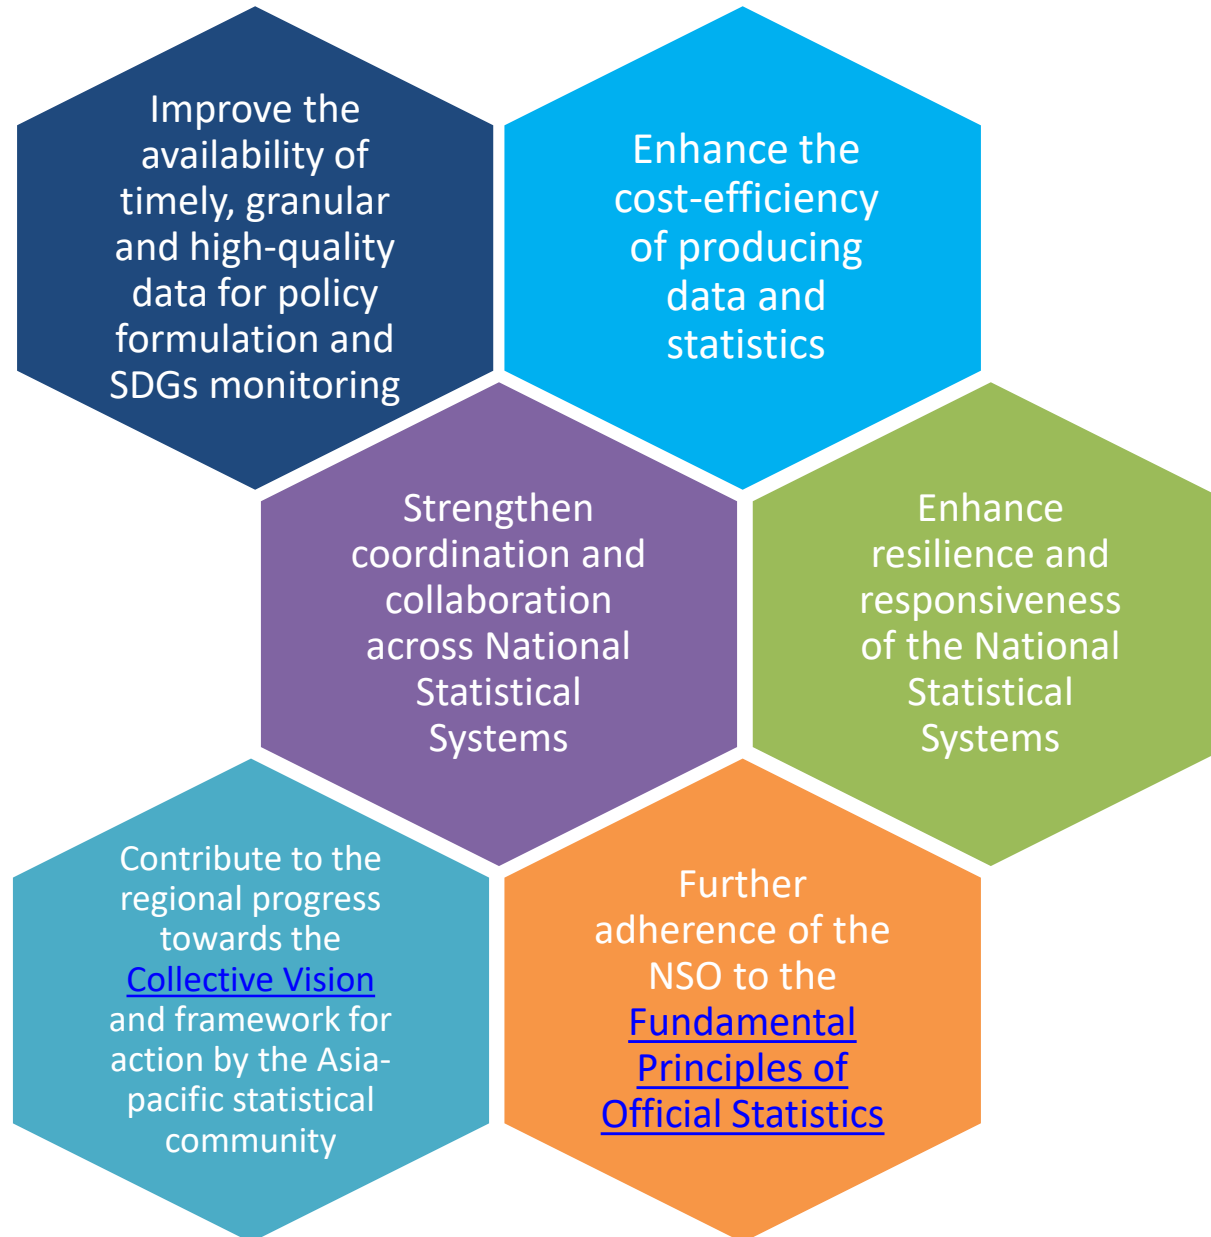 Improve the
availability of
timely, granular
and high-quality
data for policy
formulation and
SDGs monitoring
Enhance the
cost-efficiency
of producing
data and
statistics
Strengthen
coordination and
collaboration
across National
Statistical
Systems
Enhance
resilience and
responsiveness
of the National
Statistical
Systems
Contribute to the
regional progress
towards the
Collective Vision
and framework for
action by the Asia-
pacific statistical
community
Further
adherence of the
NSO to the
Fundamental
Principles of
Official Statistics